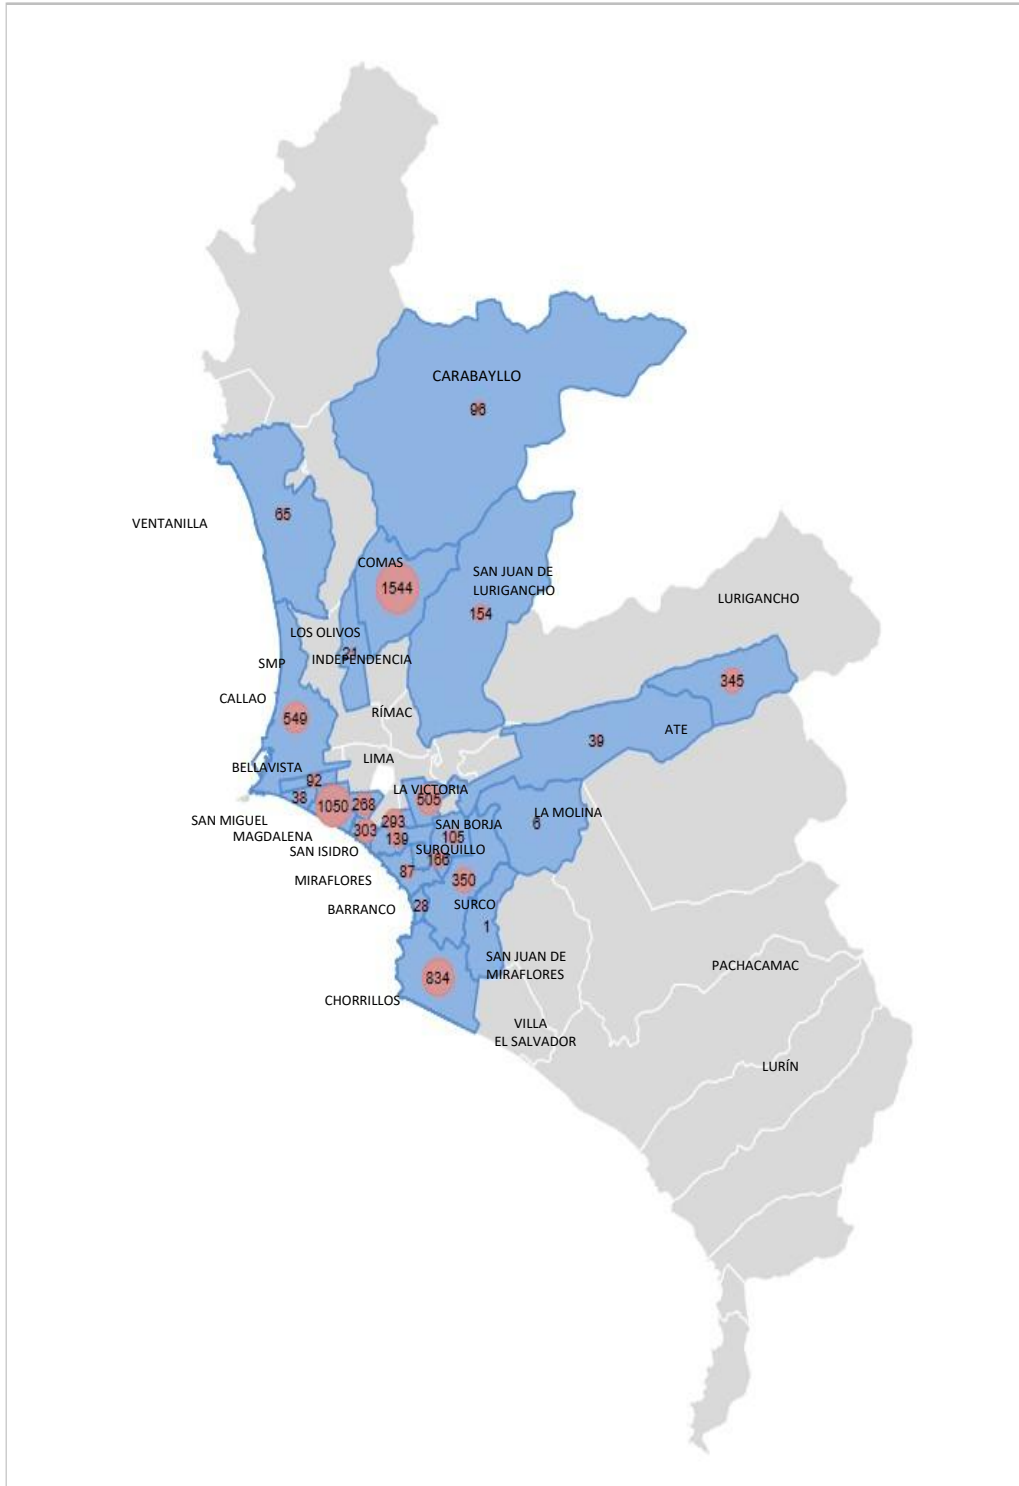 CARABAYLLO
96
65
VENTANILLA
COMAS
1544
SAN JUAN DE
LURIGANCHO
154
LURIGANCHO
LOS OLIVOS
21
INDEPENDENCIA
SMP
345
CALLAO
549
RÍMAC
ATE
39
LIMA
BELLAVISTA
92
38
LA VICTORIA
505
1050
268
LA MOLINA
6
SAN MIGUEL
MAGDALENA
303
293
SAN BORJA
105
139
SAN ISIDRO
SURQUILLO
166
MIRAFLORES
87
350
BARRANCO
28
SURCO
1
SAN JUAN DE
MIRAFLORES
PACHACAMAC
834
CHORRILLOS
VILLA
EL SALVADOR
LURÍN